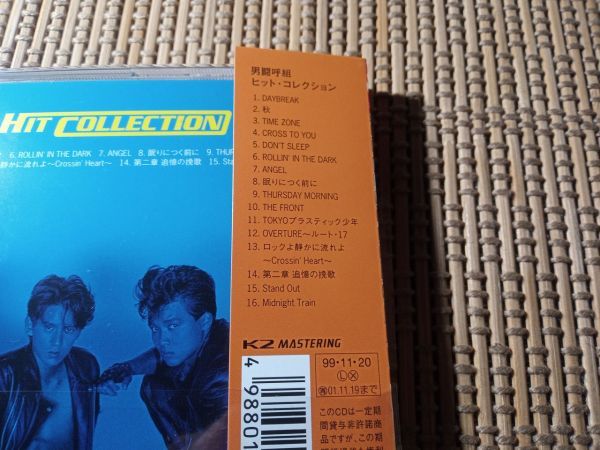 HIT COLLECTION
6. ROLLIN' IN THE DARK 7. ANGEL 8. 眠りにつく前に 9. THUR
静かに流れよ〜Crossin' Heart〜 14. 第二章 追憶の挽歌 15. Sta
男闘呼組
ヒット・コレクション
1. DAYBREAK
2. 秋
3. TIME ZONE
4. CROSS TO YOU
5. DON'T SLEEP
6. ROLLIN' IN THE DARK
7. ANGEL
8. 眠りにつく前に
9. THURSDAY MORNING
10. THE FRONT
11. TOKYOプラスティック少年
12. OVERTURE〜ルート・17
13. ロックよ静かに流れよ
〜Crossin' Heart〜
14. 第二章 追憶の挽歌
15. Stand Out
16. Midnight Train
K2 MASTERING
99・11・20
Ⓛ Ⓧ
01.11.19まで
4 98801
このCDは一定期
間貸与非許諾商
品ですが、この期